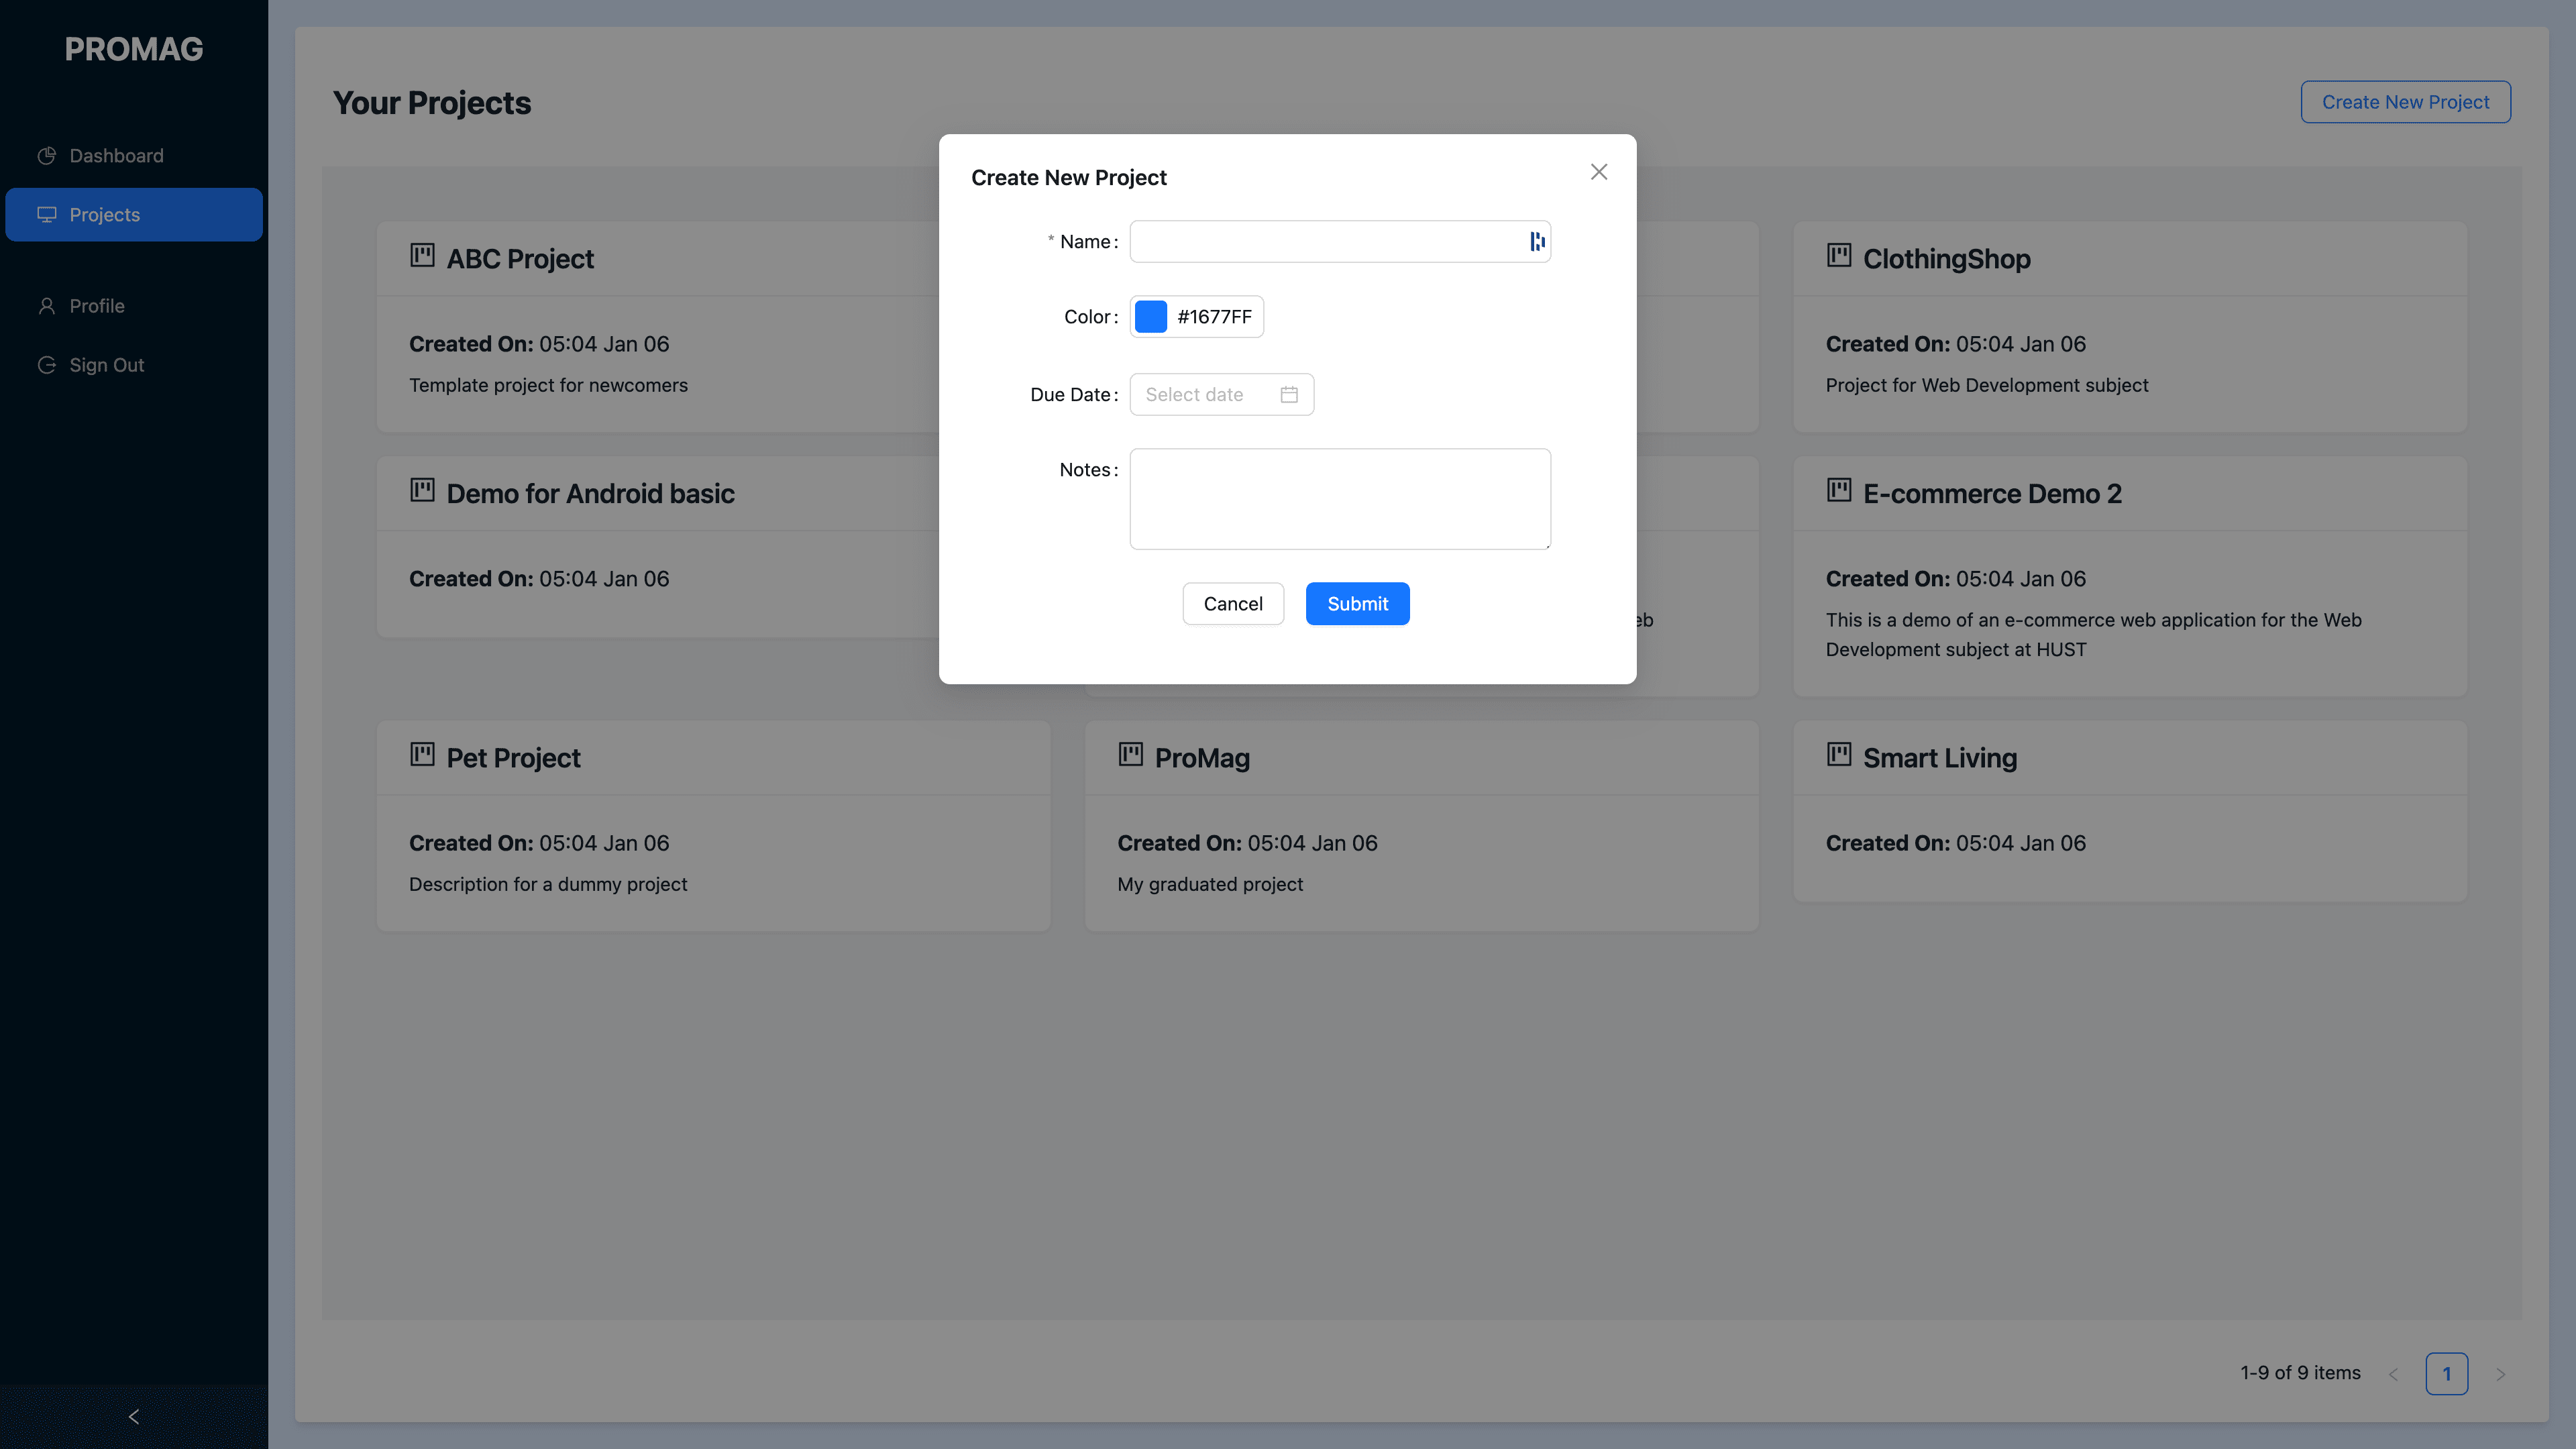 PROMAG
Dashboard
Projects
Profile
Sign Out
Your Projects
Create New Project
Create New Project
* Name:
Color: #1677FF
Due Date: Select date
Notes:
Cancel Submit
ABC Project
Created On: 05:04 Jan 06
Template project for newcomers
ClothingShop
Created On: 05:04 Jan 06
Project for Web Development subject
Demo for Android basic
Created On: 05:04 Jan 06
E-commerce Demo 2
Created On: 05:04 Jan 06
This is a demo of an e-commerce web application for the Web
Development subject at HUST
Pet Project
Created On: 05:04 Jan 06
Description for a dummy project
ProMag
Created On: 05:04 Jan 06
My graduated project
Smart Living
Created On: 05:04 Jan 06
1-9 of 9 items
1